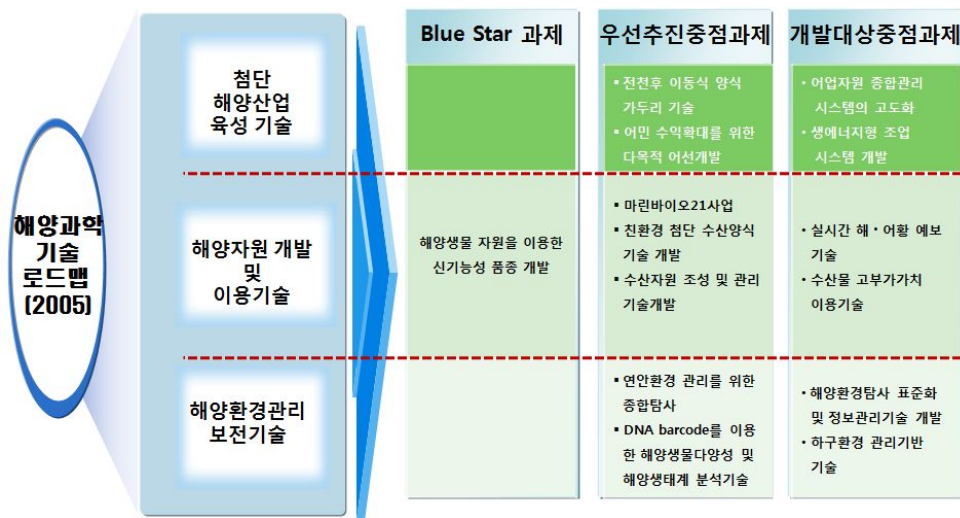 해양과학
기술
로드맵
(2005)
첨단
해양산업
육성 기술
해양자원 개발
및
이용기술
해양환경관리
보전기술
Blue Star 과제
우선추진중점과제
개발대상중점과제
▪ 전천후 이동식 양식
가두리 기술
▪ 어민 수익확대를 위한
다목적 어선개발
• 어업자원 종합관리
시스템의 고도화
• 생에너지형 조업
시스템 개발
해양생물 자원을 이용한
신기능성 품종 개발
▪ 마린바이오21사업
▪ 친환경 첨단 수산양식
기술 개발
▪ 수산자원 조성 및 관리
기술개발
• 실시간 해・어황 예보
기술
• 수산물 고부가가치
이용기술
▪ 연안환경 관리를 위한
종합탐사
▪ DNA barcode를 이용
한 해양생물다양성 및
해양생태계 분석기술
• 해양환경탐사 표준화
및 정보관리기술 개발
• 하구환경 관리기반
기술